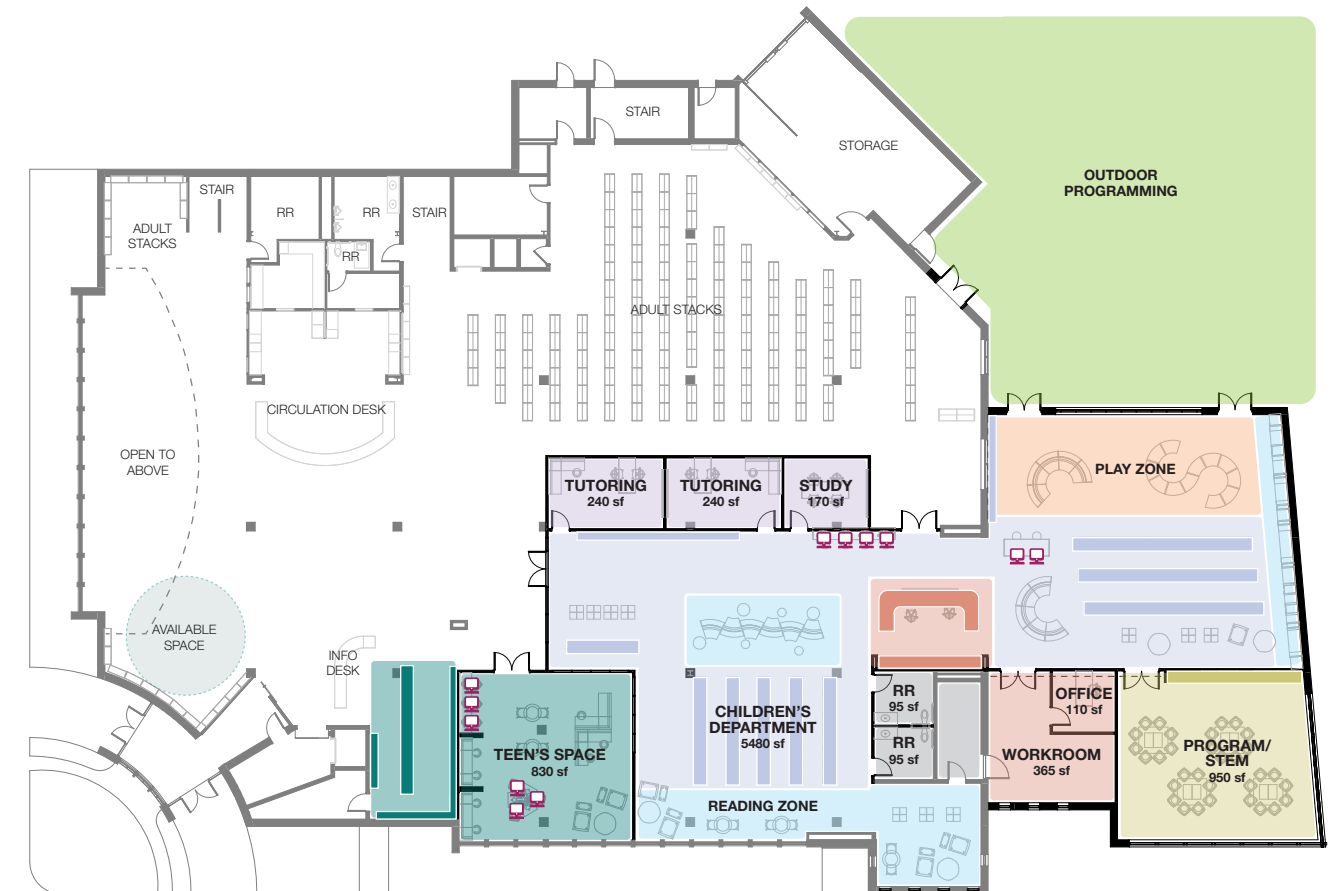 STAIR
STORAGE
OUTDOOR
PROGRAMMING
STAIR
ADULT
STACKS
RR
RR
STAIR
RR
ADULT STACKS
CIRCULATION DESK
OPEN TO
ABOVE
PLAY ZONE
TUTORING
240 sf
TUTORING
240 sf
STUDY
170 sf
AVAILABLE
SPACE
INFO
DESK
TEEN'S SPACE
830 sf
CHILDREN'S
DEPARTMENT
5480 sf
READING ZONE
RR
95 sf
RR
95 sf
OFFICE
110 sf
WORKROOM
365 sf
PROGRAM/
STEM
950 sf